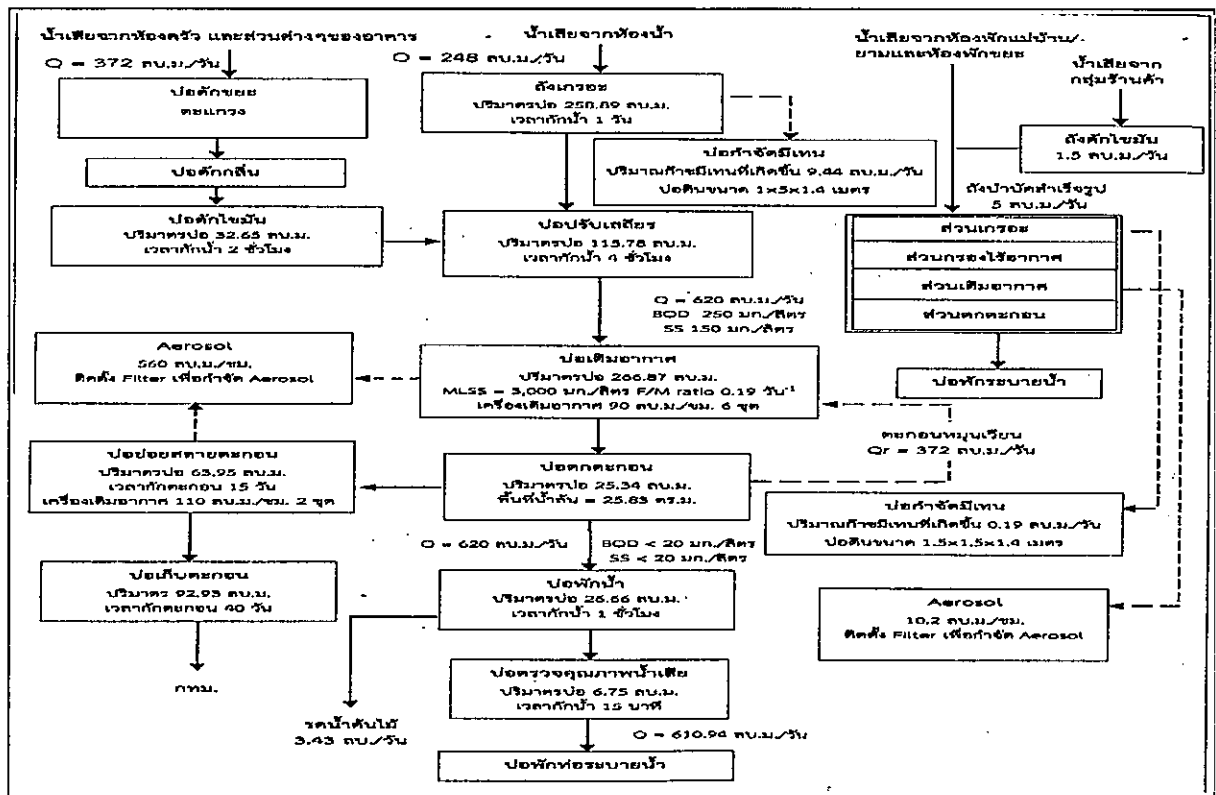 น้ำเสียจากห้องครัว และส่วนต่างๆของอาคาร
Q = 372 ลบ.ม./วัน
บ่อดักขยะ
ตะแกรง
บ่อดักกลิ่น
บ่อดักไขมัน
ปริมาตรบ่อ 32.65 ลบ.ม.
เวลากักน้ำ 2 ชั่วโมง
น้ำเสียจากห้องน้ำ
Q = 248 ลบ.ม./วัน
ถังเกรอะ
ปริมาตรบ่อ 258.89 ลบ.ม.
เวลากักน้ำ 1 วัน
บ่อกำจัดมีเทน
ปริมาณก๊าซมีเทนที่เกิดขึ้น 9.44 ลบ.ม./วัน
บ่อดินขนาด 1x5x1.4 เมตร
บ่อปรับเสถียร
ปริมาตรบ่อ 115.78 ลบ.ม.
เวลากักน้ำ 4 ชั่วโมง
น้ำเสียจากห้องพักแม่บ้าน/
ยามและห้องพักขยะ
น้ำเสียจาก
กลุ่มร้านค้า
ถังดักไขมัน
1.5 ลบ.ม./วัน
ถังบำบัดสำเร็จรูป
5 ลบ.ม./วัน
ส่วนเกรอะ
ส่วนกรองไร้อากาศ
ส่วนเติมอากาศ
ส่วนตกตะกอน
บ่อพักระบายน้ำ
Q = 620 ลบ.ม./วัน
BOD 250 มก./ลิตร
SS 150 มก./ลิตร
Aerosol
560 ลบ.ม./ชม.
ติดตั้ง Filter เพื่อกำจัด Aerosol
บ่อเติมอากาศ
ปริมาตรบ่อ 266.87 ลบ.ม.
MLSS = 3,000 มก./ลิตร F/M ratio 0.19 วัน⁻¹
เครื่องเติมอากาศ 90 ลบ.ม./ชม. 6 ชุด
ตะกอนหมุนเวียน
Qr = 372 ลบ.ม./วัน
บ่อย่อยสลายตะกอน
ปริมาตรบ่อ 63.95 ลบ.ม.
เวลากักตะกอน 15 วัน
เครื่องเติมอากาศ 110 ลบ.ม./ชม. 2 ชุด
บ่อตกตะกอน
ปริมาตรบ่อ 25.34 ลบ.ม.
พื้นที่น้ำล้น = 25.83 ตร.ม.
บ่อกำจัดมีเทน
ปริมาณก๊าซมีเทนที่เกิดขึ้น 0.19 ลบ.ม./วัน
บ่อดินขนาด 1.5x1.5x1.4 เมตร
Q = 620 ลบ.ม./วัน
BOD < 20 มก./ลิตร
SS < 20 มก./ลิตร
บ่อเก็บตะกอน
ปริมาตร 92.93 ลบ.ม.
เวลากักตะกอน 40 วัน
กทม.
บ่อพักน้ำ
ปริมาตรบ่อ 26.66 ลบ.ม.
เวลากักน้ำ 1 ชั่วโมง
Aerosol
10.2 ลบ.ม./ชม.
ติดตั้ง Filter เพื่อกำจัด Aerosol
บ่อตรวจคุณภาพน้ำเสีย
ปริมาตรบ่อ 6.75 ลบ.ม.
เวลากักน้ำ 15 นาที
รดน้ำต้นไม้
3.43 ลบ./วัน
Q = 610.94 ลบ.ม./วัน
บ่อพักท่อระบายน้ำ